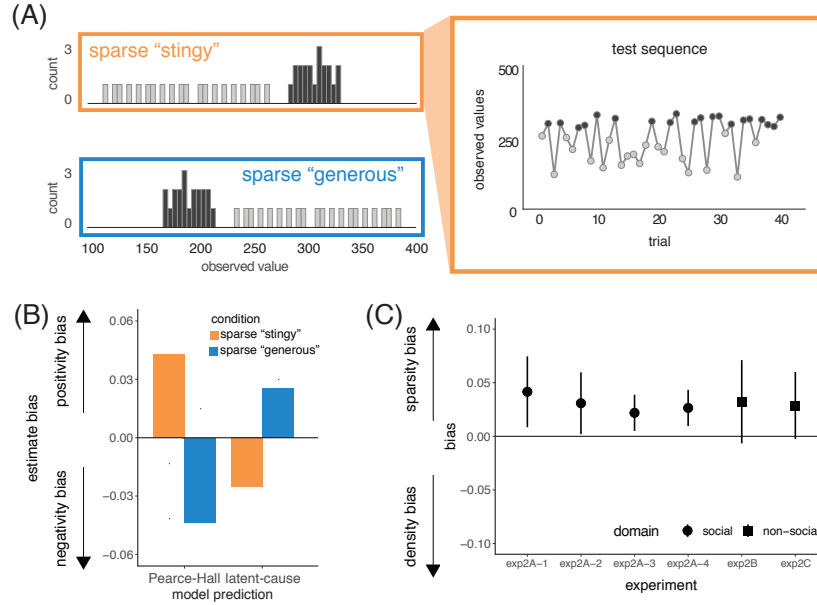 (A)
sparse "stingy"
count
3
0
sparse "generous"
count
3
0
100 150 200 250 300 350 400
observed value
test sequence
observed values
500
250
0
0 10 20 30 40
trial
(B)
positivity bias
estimate bias
negativity bias
0.06
0.03
0.00
−0.03
−0.06
condition
sparse "stingy"
sparse "generous"
Pearce-Hall latent-cause
model prediction
(C)
sparsity bias
bias
density bias
0.10
0.05
0.00
−0.05
−0.10
domain social non-social
exp2A-1 exp2A-2 exp2A-3 exp2A-4 exp2B exp2C
experiment